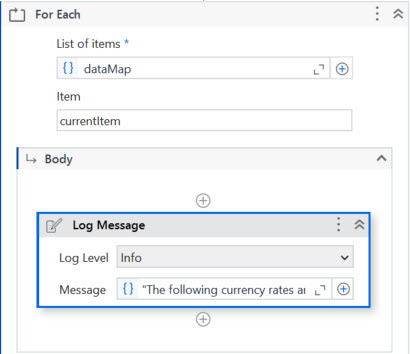 For Each
List of items *
{} dataMap
Item
currentItem
Body
Log Message
Log Level Info
Message {} "The following currency rates